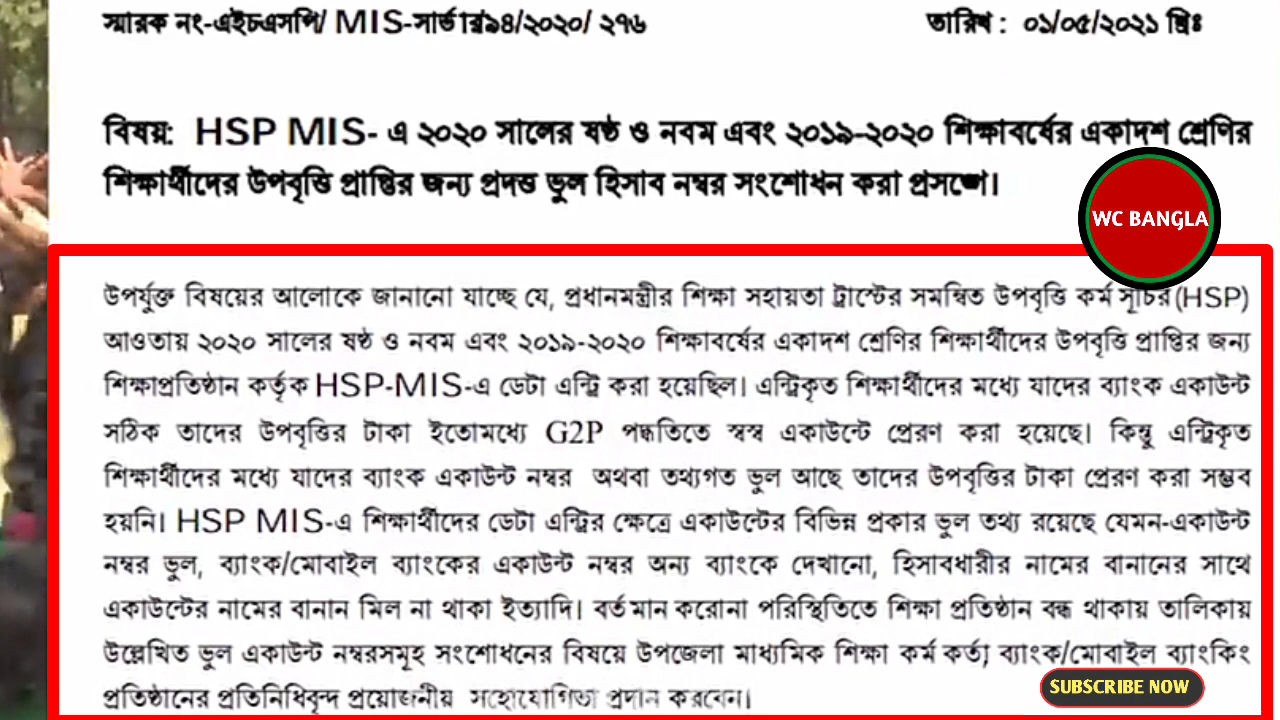 স্মারক নং-এইচএসপি/ MIS-সার্ভার/৯৪/২০২০/ ২৭৬
তারিখ : ০১/০৫/২০২১ খ্রিঃ
বিষয়: HSP MIS- এ ২০২০ সালের ষষ্ঠ ও নবম এবং ২০১৯-২০২০ শিক্ষাবর্ষের একাদশ শ্রেণির
শিক্ষার্থীদের উপবৃত্তি প্রাপ্তির জন্য প্রদত্ত ভুল হিসাব নম্বর সংশোধন করা প্রসঙ্গে।
WC BANGLA
উপর্যুক্ত বিষয়ের আলোকে জানানো যাচ্ছে যে, প্রধানমন্ত্রীর শিক্ষা সহায়তা ট্রাস্টের সমন্বিত উপবৃত্তি কর্মসূচির (HSP)
আওতায় ২০২০ সালের ষষ্ঠ ও নবম এবং ২০১৯-২০২০ শিক্ষাবর্ষের একাদশ শ্রেণির শিক্ষার্থীদের উপবৃত্তি প্রাপ্তির জন্য
শিক্ষাপ্রতিষ্ঠান কর্তৃক HSP-MIS-এ ডেটা এন্ট্রি করা হয়েছিল। এন্ট্রিকৃত শিক্ষার্থীদের মধ্যে যাদের ব্যাংক একাউন্ট
সঠিক তাদের উপবৃত্তির টাকা ইতোমধ্যে G2P পদ্ধতিতে স্বস্ব একাউন্টে প্রেরণ করা হয়েছে। কিন্তু এন্ট্রিকৃত
শিক্ষার্থীদের মধ্যে যাদের ব্যাংক একাউন্ট নম্বর অথবা তথ্যগত ভুল আছে তাদের উপবৃত্তির টাকা প্রেরণ করা সম্ভব
হয়নি। HSP MIS-এ শিক্ষার্থীদের ডেটা এন্ট্রির ক্ষেত্রে একাউন্টের বিভিন্ন প্রকার ভুল তথ্য রয়েছে যেমন-একাউন্ট
নম্বর ভুল, ব্যাংক/মোবাইল ব্যাংকের একাউন্ট নম্বর অন্য ব্যাংকে দেখানো, হিসাবধারীর নামের বানানের সাথে
একাউন্টের নামের বানান মিল না থাকা ইত্যাদি। বর্তমান করোনা পরিস্থিতিতে শিক্ষা প্রতিষ্ঠান বন্ধ থাকায় তালিকায়
উল্লেখিত ভুল একাউন্ট নম্বরসমূহ সংশোধনের বিষয়ে উপজেলা মাধ্যমিক শিক্ষা কর্মকর্তা, ব্যাংক/মোবাইল ব্যাংকিং
প্রতিষ্ঠানের প্রতিনিধিবৃন্দ প্রয়োজনীয় সহোযোগিতা প্রদান করবেন।
SUBSCRIBE NOW